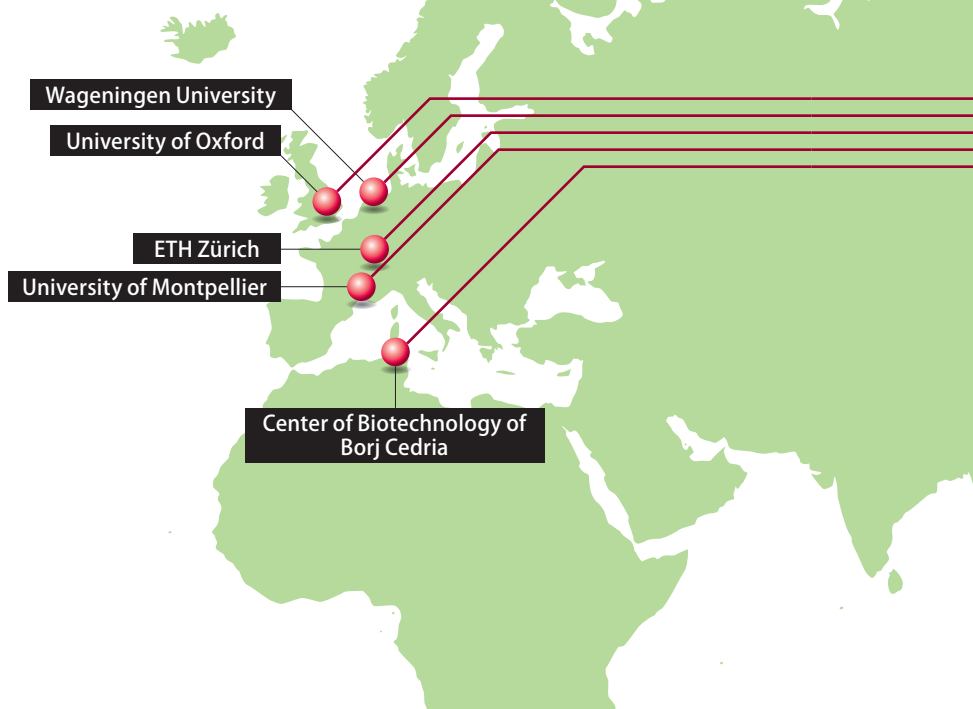 Wageningen University
University of Oxford
ETH Zürich
University of Montpellier
Center of Biotechnology of
Borj Cedria